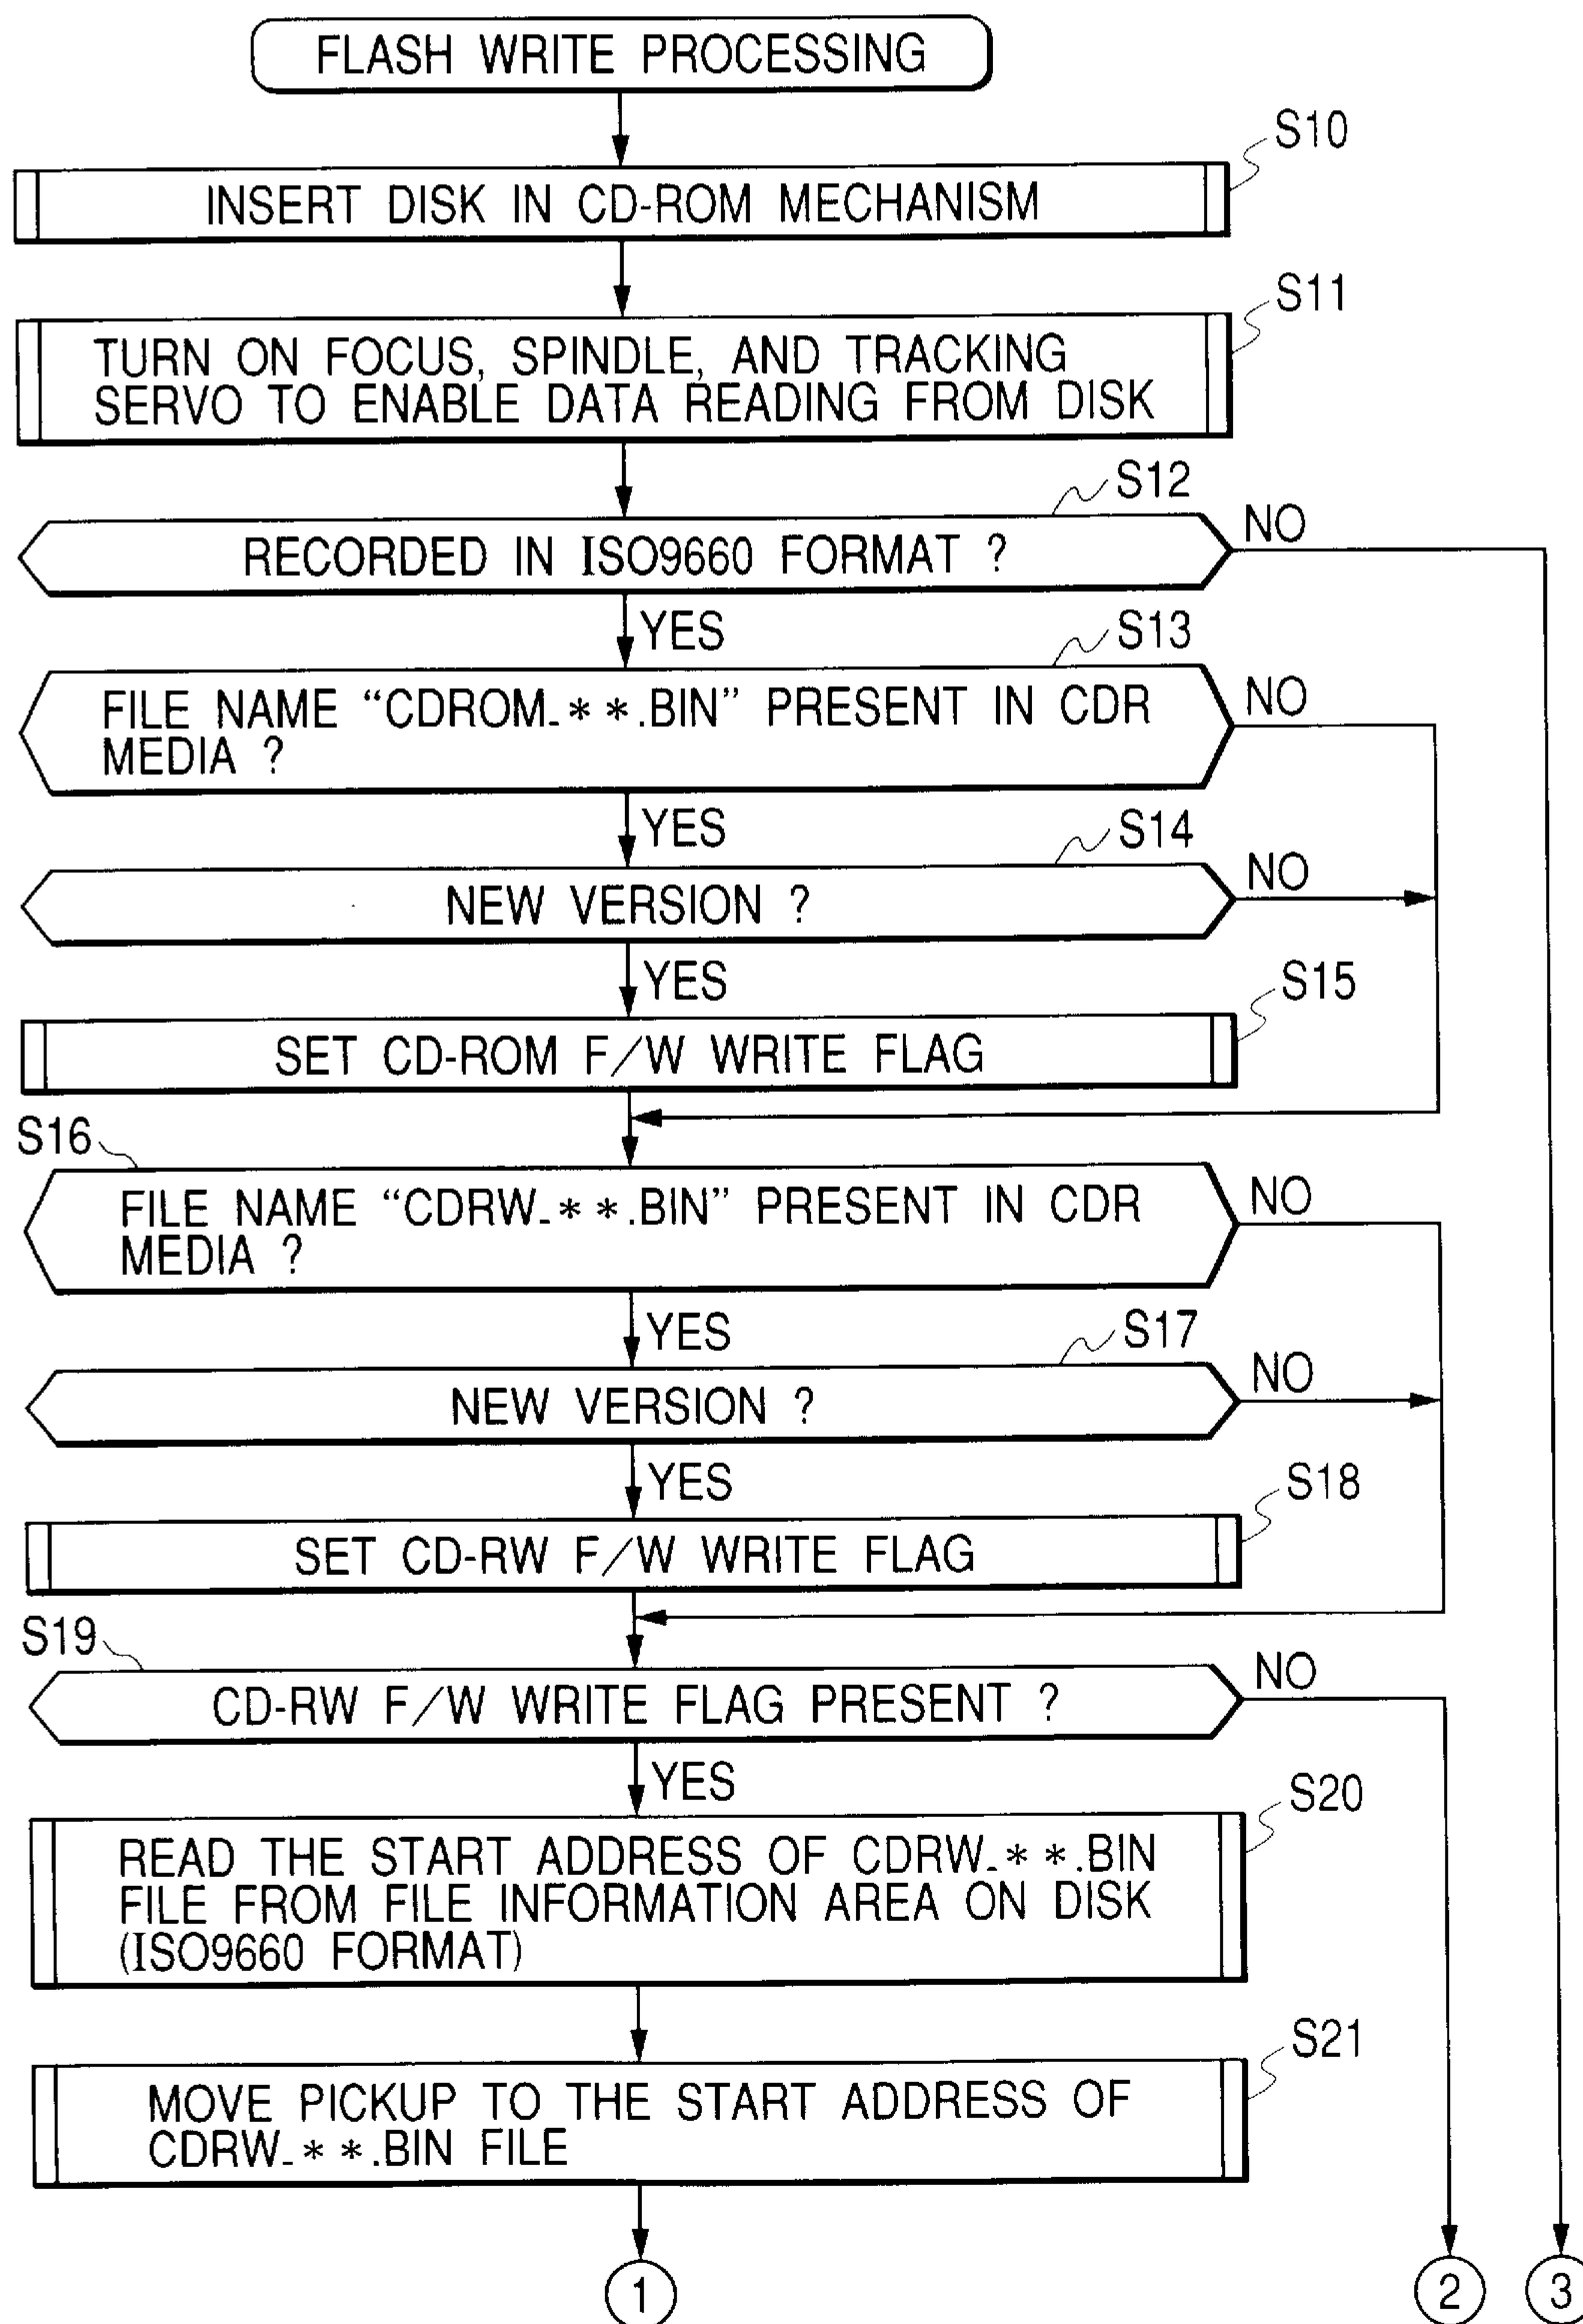 FLASH WRITE PROCESSING
S10
INSERT DISK IN CD-ROM MECHANISM
S11
TURN ON FOCUS, SPINDLE, AND TRACKING
SERVO TO ENABLE DATA READING FROM DISK
S12
RECORDED IN ISO9660 FORMAT ?
NO
YES
S13
FILE NAME “CDROM_**.BIN” PRESENT IN CDR
MEDIA ?
NO
YES
S14
NEW VERSION ?
NO
YES
S15
SET CD-ROM F/W WRITE FLAG
S16
FILE NAME “CDRW_**.BIN” PRESENT IN CDR
MEDIA ?
NO
YES
S17
NEW VERSION ?
NO
YES
S18
SET CD-RW F/W WRITE FLAG
S19
CD-RW F/W WRITE FLAG PRESENT ?
NO
YES
S20
READ THE START ADDRESS OF CDRW_**.BIN
FILE FROM FILE INFORMATION AREA ON DISK
(ISO9660 FORMAT)
S21
MOVE PICKUP TO THE START ADDRESS OF
CDRW_**.BIN FILE
1
2
3